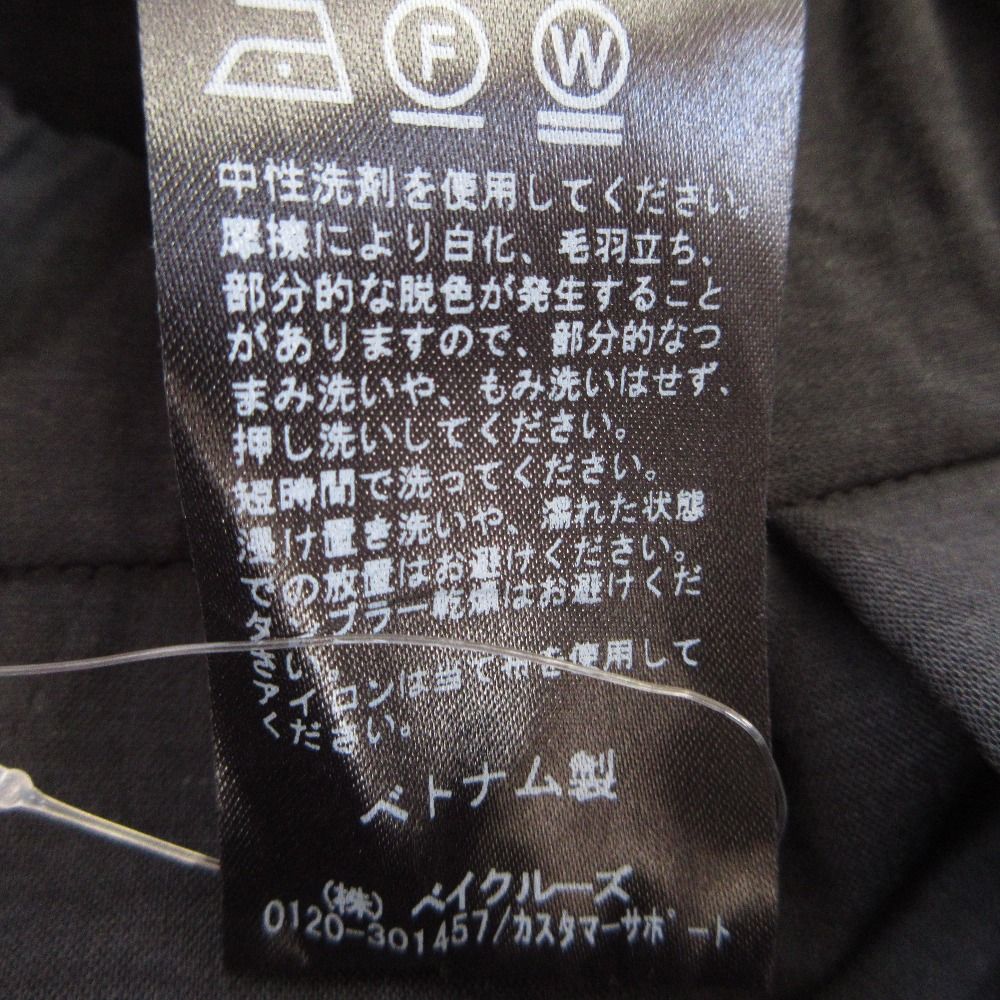 F W
中性洗剤を使用してください。
摩擦により白化、毛羽立ち、
部分的な脱色が発生すること
がありますので、部分的なつ
まみ洗いや、もみ洗いはせず、
押し洗いしてください。
短時間で洗ってください。
漬け置き洗いや、濡れた状態
での放置はお避けください。
タンブラー乾燥はお避けくだ
さい。
アイロンは当て布を使用して
ください。
ベトナム製
(株) ベイクルーズ
0120-301457/カスタマーサポート